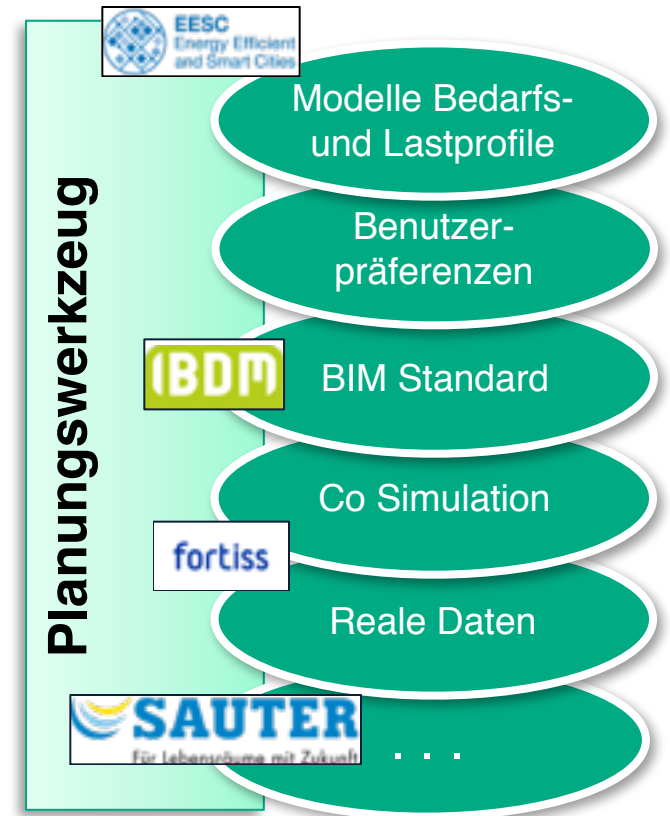 EESC
Energy Efficient
and Smart Cities
Modelle Bedarfs-
und Lastprofile
Benutzer-
präferenzen
IBDM
BIM Standard
Co Simulation
fortiss
Reale Daten
SAUTER
Für Lebensräume mit Zukunft
. . .
Planungswerkzeug